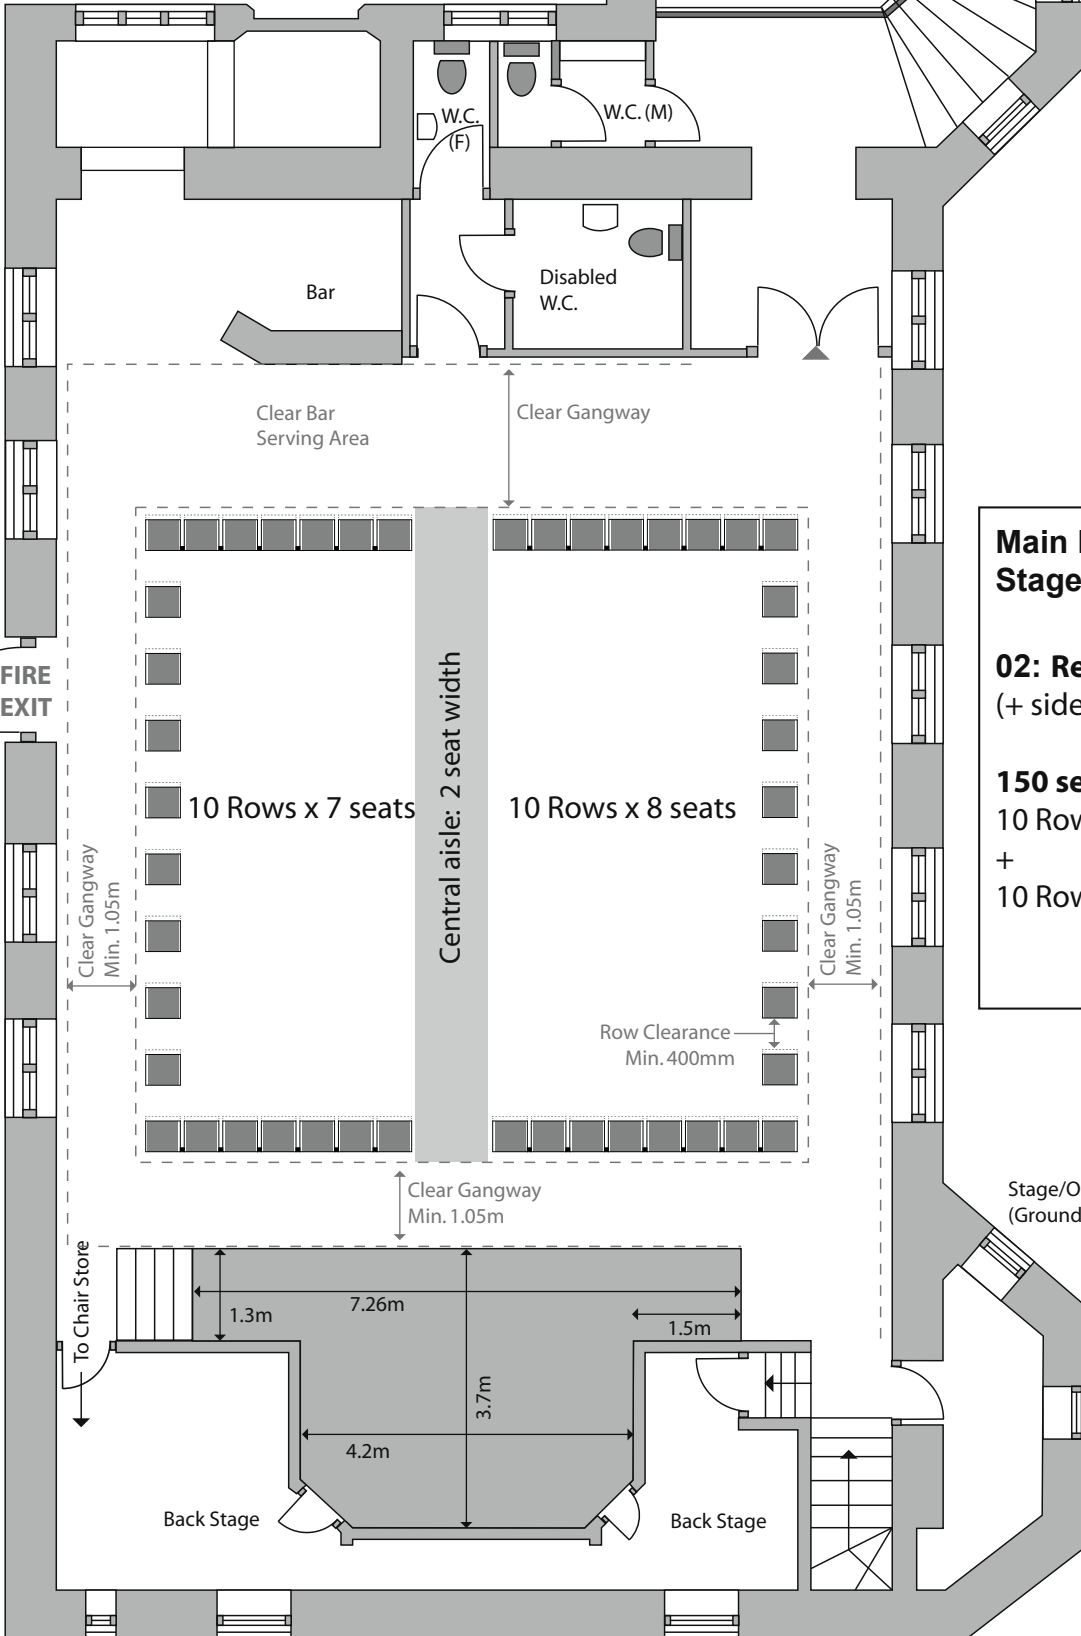 W.C.
(F)
W.C. (M)
Disabled
W.C.
Bar
Clear Bar
Serving Area
Clear Gangway
FIRE
EXIT
Central aisle: 2 seat width
10 Rows x 7 seats
10 Rows x 8 seats
Clear Gangway
Min. 1.05m
Clear Gangway
Min. 1.05m
Row Clearance
Min. 400mm
Clear Gangway
Min. 1.05m
To Chair Store
1.3m
7.26m
1.5m
3.7m
4.2m
Back Stage
Back Stage
Main
Stage
02: Re
(+ side
150 se
10 Row
+
10 Row
Stage/O
(Ground